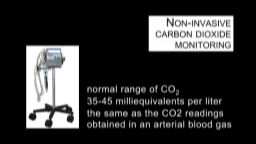 NON-INVASIVE
CARBON DIOXIDE
MONITORING
normal range of CO₂
35-45 milliequivalents per liter
the same as the CO2 readings
obtained in an arterial blood gas